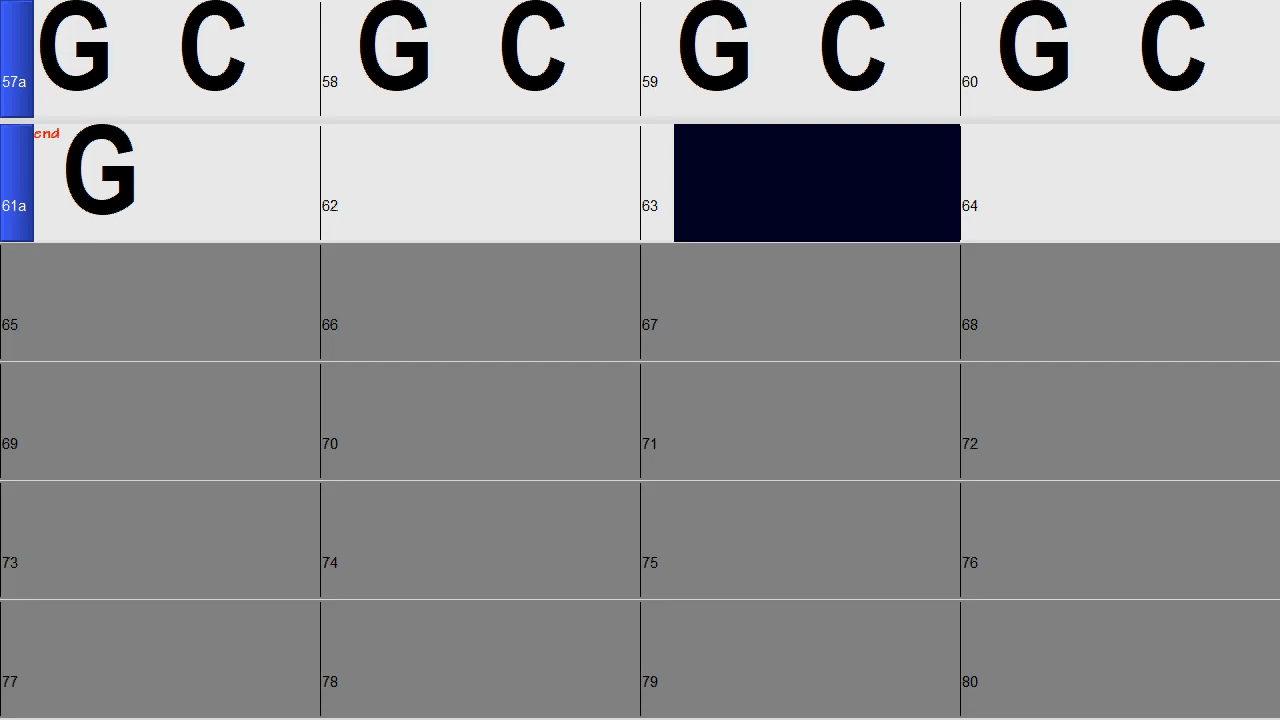 57a G C 58 G C 59 G C 60 G C
end
61a G 62 63 64
65 66 67 68
69 70 71 72
73 74 75 76
77 78 79 80